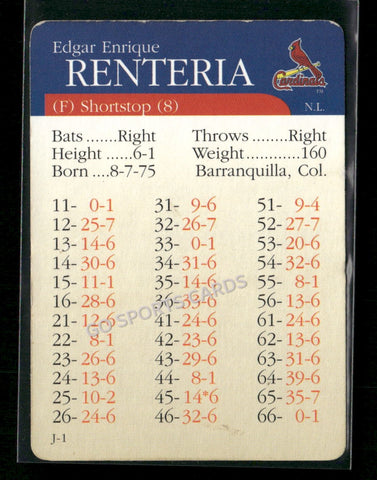 Edgar Enrique
RENTERIA
Cardinals
TM
(F) Shortstop (8)
N.L.
Bats ......Right Throws .......Right
Height ......6-1 Weight............160
Born ....8-7-75 Barranquilla, Col.
11- 0-1 31- 9-6 51- 9-4
12- 25-7 32- 26-7 52- 27-7
13- 14-6 33- 0-1 53- 20-6
14- 30-6 34- 31-6 54- 32-6
15- 11-1 35- 14-6 55- 8-1
16- 28-6 36- 33-6 56- 33-6
21- 12-6 41- 24-6 61- 24-6
22- 8-1 42- 23-6 62- 13-6
23- 26-6 43- 29-6 63- 31-6
24- 13-6 44- 8-1 64- 39-6
25- 10-2 45- 14*6 65- 35-7
26- 24-6 46- 32-6 66- 0-1
J-1
GO SPORTS CARDS